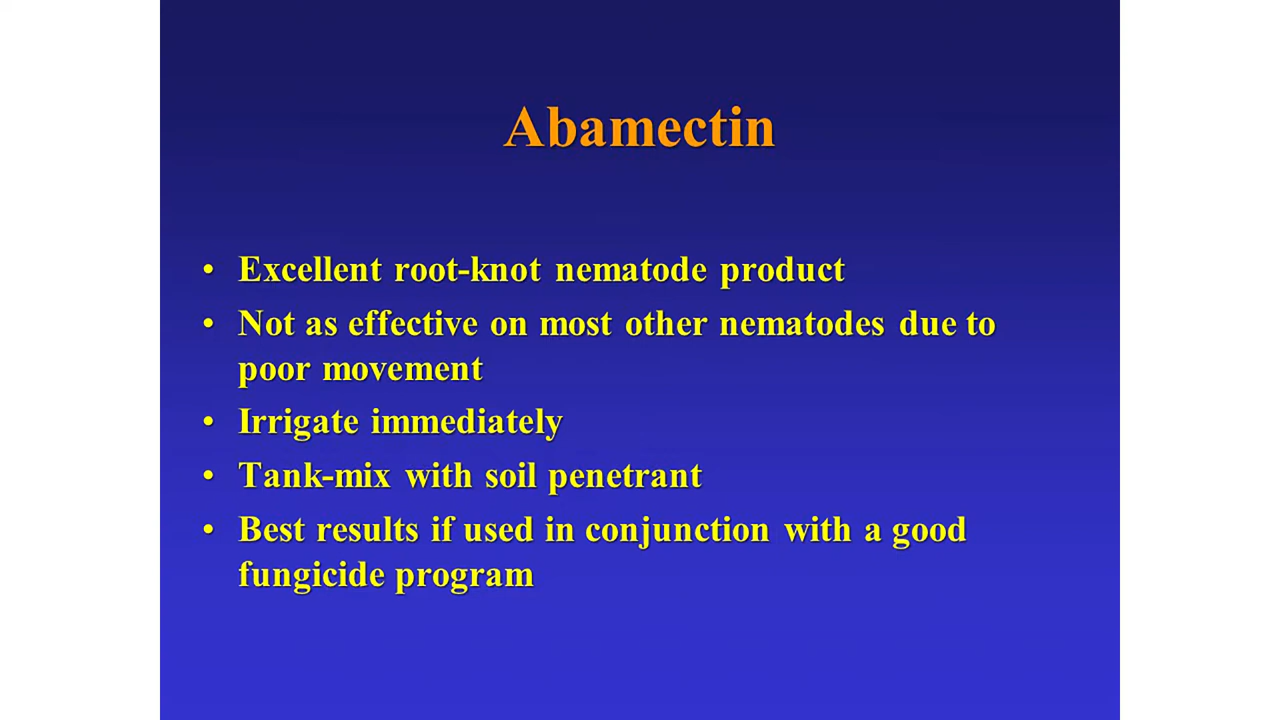 Abamectin
• Excellent root-knot nematode product
• Not as effective on most other nematodes due to
poor movement
• Irrigate immediately
• Tank-mix with soil penetrant
• Best results if used in conjunction with a good
fungicide program